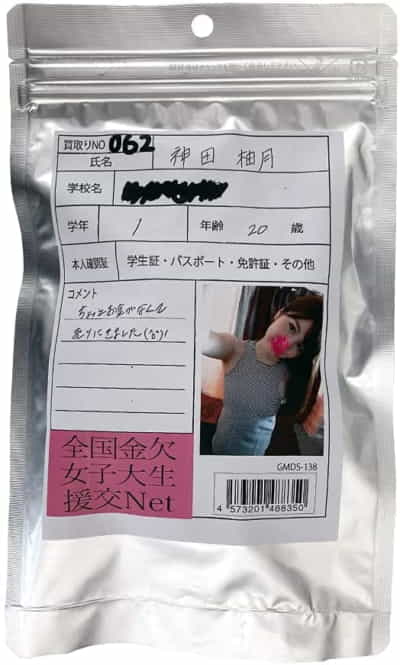 買取りNO 062
氏名 神田 柚月
学校名
学年 1 年齢 20 歳
本人確認証 学生証・パスポート・免許証・その他
コメント
ちょっとお金がなくて
売りにきました(^o^)!
GMDS-138
4 573201 488350
全国金欠
女子大生
援交Net